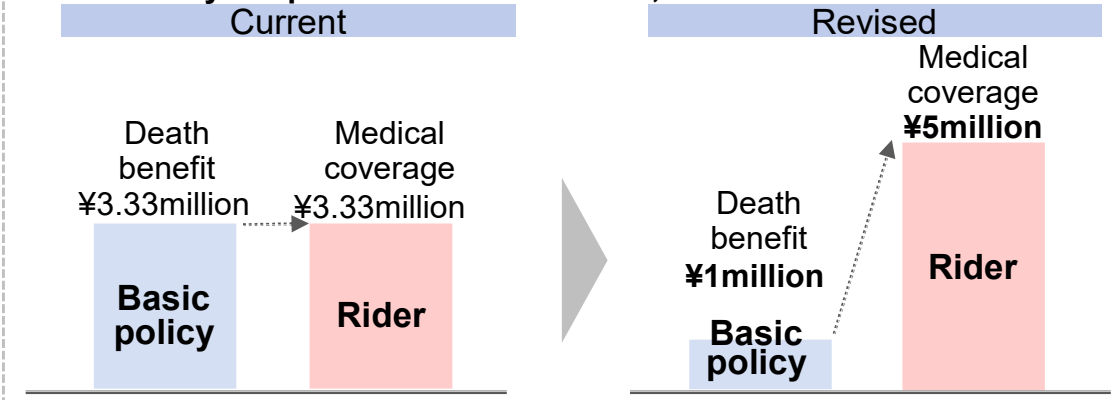 Current
Death
benefit
¥3.33million
Medical
coverage
¥3.33million
Basic
policy
Rider
Revised
Medical
coverage
¥5million
Death
benefit
¥1million
Basic
policy
Rider